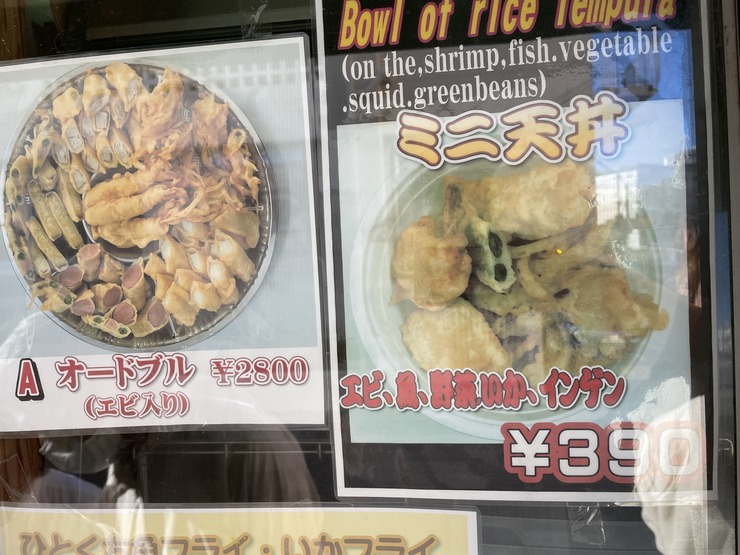 A オードブル ¥2800
(エビ入り)
Bowl of rice Tempura
(on the,shrimp,fish.vegetable
.squid.greenbeans)
ミニ天丼
エビ、魚、野菜いか、インゲン
¥390
フライ・いかフライ